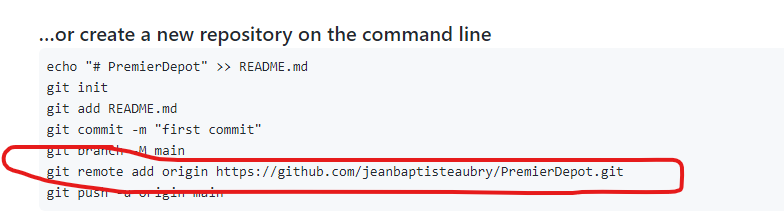 ...or create a new repository on the command line
echo "# PremierDepot" >> README.md
git init
git add README.md
git commit -m "first commit"
git branch -M main
git remote add origin https://github.com/jeanbaptisteaubry/PremierDepot.git
git push -u origin main